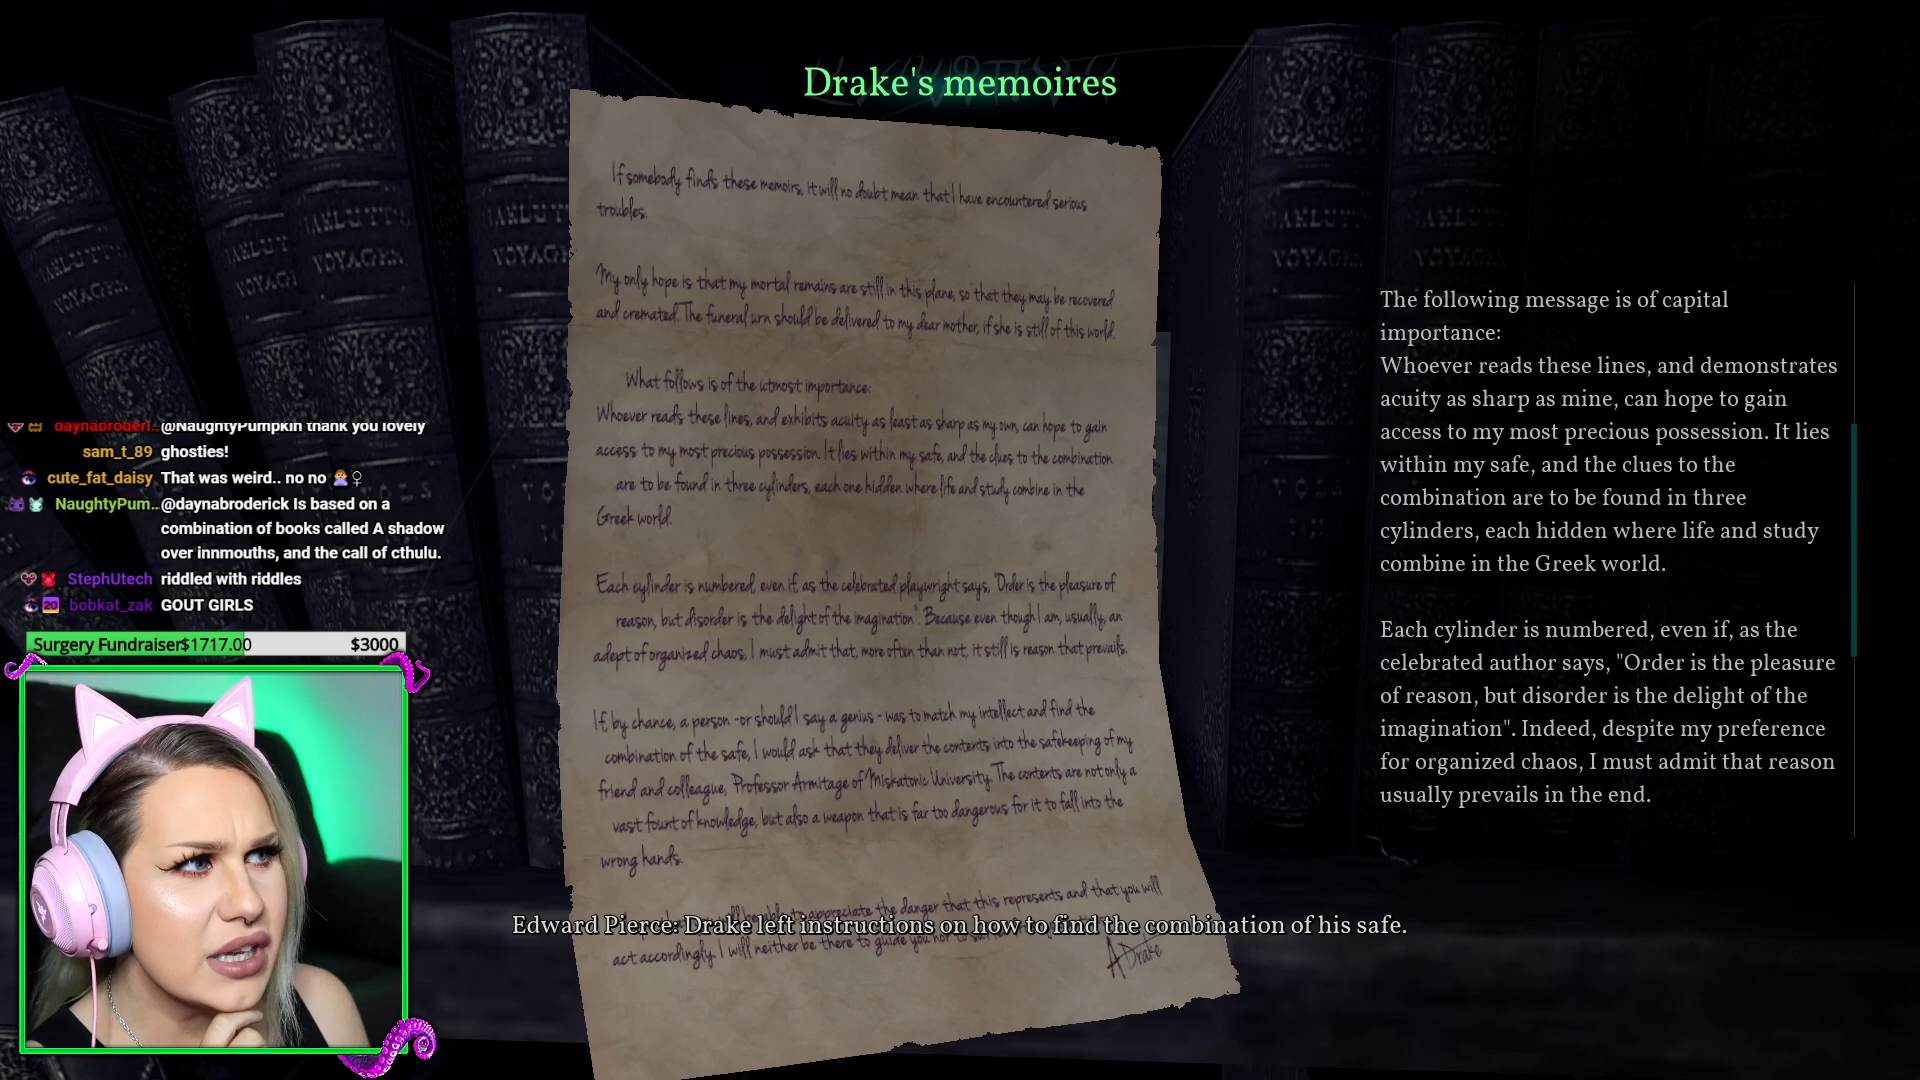 Drake's memoires
If somebody finds these memoirs, it will no doubt mean that I have encountered serious
troubles.
My only hope is that my mortal remains are still in this plane, so that they may be recovered
and cremated. The funeral urn should be delivered to my dear mother, if she is still of this world.
What follows is of the utmost importance:
Whoever reads these lines, and exhibits acuity as least as sharp as my own, can hope to gain
access to my most precious possession. It lies within my safe, and the clues to the combination
are to be found in three cylinders, each one hidden where life and study combine in the
Greek world.
Each cylinder is numbered, even if, as the celebrated playwright says, "Order is the pleasure of
reason, but disorder is the delight of the imagination". Because even though I am, usually, an
adept of organized chaos, I must admit that, more often than not, it still is reason that prevails.
If, by chance, a person -or should I say a genius - was to match my intellect and find the
combination of the safe, I would ask that they deliver the contents into the safekeeping of my
friend and colleague, Professor Armitage of Miskatonic University. The contents are not only a
vast fount of knowledge, but also a weapon that is far too dangerous for it to fall into the
wrong hands.
appreciate the danger that this represents and that you will
act accordingly. I will neither be there to guide you nor to
A Drake
The following message is of capital
importance:
Whoever reads these lines, and demonstrates
acuity as sharp as mine, can hope to gain
access to my most precious possession. It lies
within my safe, and the clues to the
combination are to be found in three
cylinders, each hidden where life and study
combine in the Greek world.
Each cylinder is numbered, even if, as the
celebrated author says, "Order is the pleasure
of reason, but disorder is the delight of the
imagination". Indeed, despite my preference
for organized chaos, I must admit that reason
usually prevails in the end.
Edward Pierce: Drake left instructions on how to find the combination of his safe.
daynabroderi... @NaughtyPumpkin thank you lovely
sam_t_89 ghosties!
cute_fat_daisy That was weird.. no no 🤦‍♀
NaughtyPum... @daynabroderick Is based on a
combination of books called A shadow
over innmouths, and the call of cthulu.
StephUtech riddled with riddles
20 bobkat_zak GOUT GIRLS
Surgery Fundraiser$1717.00 $3000
HAKLUYT'S
VOYAGES